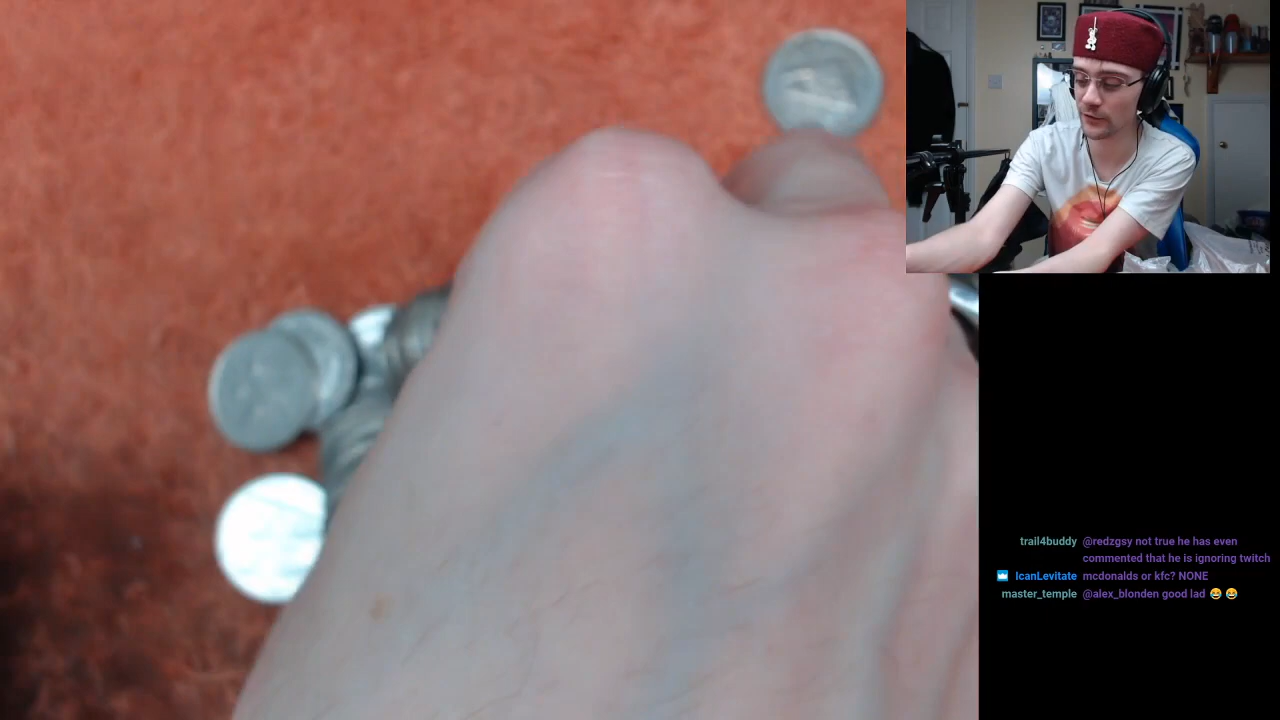 trail4buddy @redzgsy not true he has even
commented that he is ignoring twitch
IcanLevitate mcdonalds or kfc? NONE
master_temple @alex_blonden good lad 😂 😂